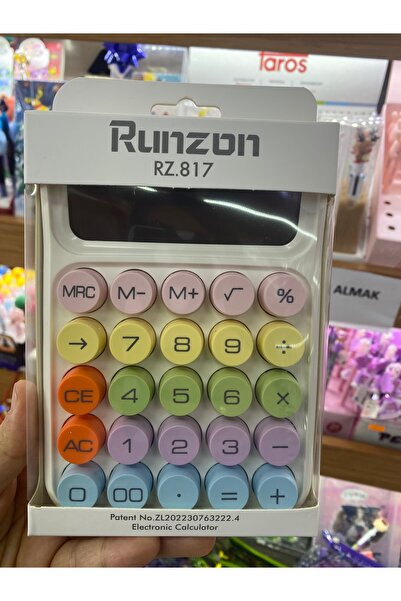 Taros
Runzon
RZ.817
MRC M- M+ √ %
→ 7 8 9 ÷
CE 4 5 6 ×
AC 1 2 3 −
0 00 · = +
ALMAK
Patent No.ZL202230763222.4
Electronic Calculator